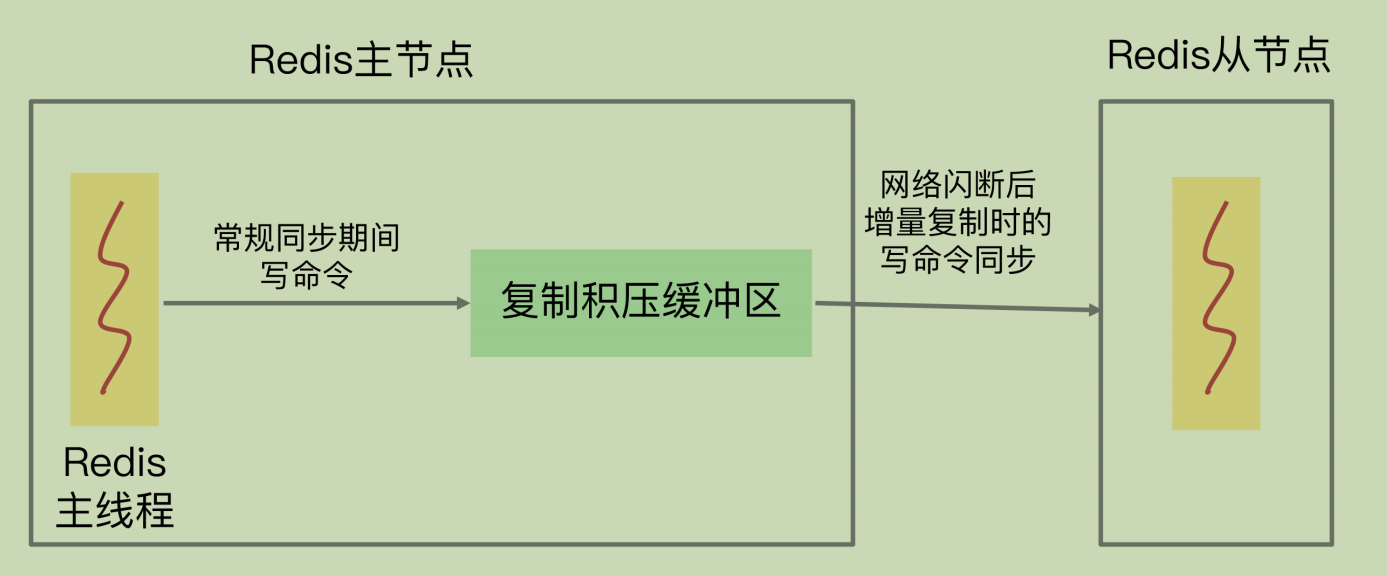 Redis主节点
Redis从节点
常规同步期间
写命令
复制积压缓冲区
网络闪断后
增量复制时的
写命令同步
Redis
主线程